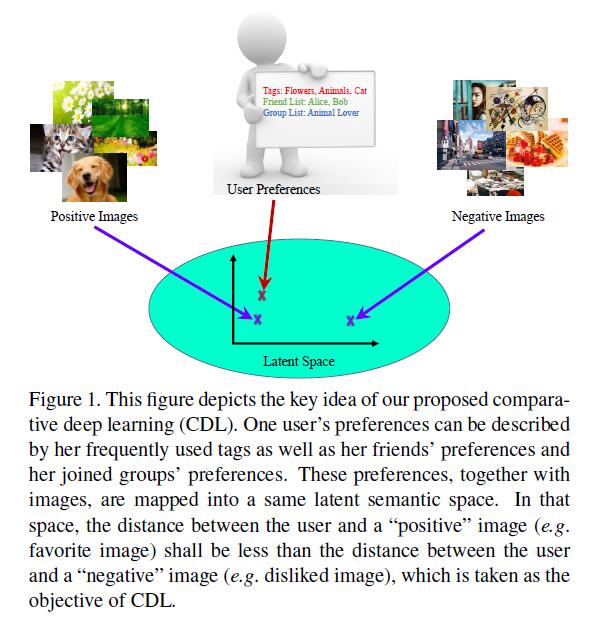 Tags: Flowers, Animals, Cat
Friend List: Alice, Bob
Group List: Animal Lover
User Preferences
Positive Images
Negative Images
Latent Space
Figure 1. This figure depicts the key idea of our proposed compara-
tive deep learning (CDL). One user's preferences can be described
by her frequently used tags as well as her friends' preferences and
her joined groups' preferences. These preferences, together with
images, are mapped into a same latent semantic space. In that
space, the distance between the user and a “positive” image (e.g.
favorite image) shall be less than the distance between the user
and a “negative” image (e.g. disliked image), which is taken as the
objective of CDL.